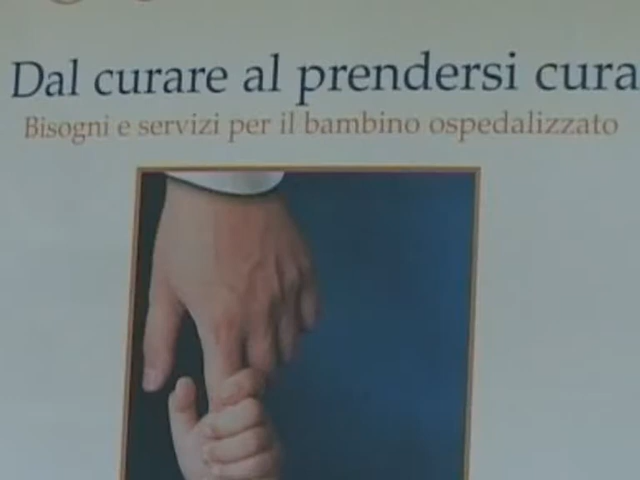 Dal curare al prendersi cura
Bisogni e servizi per il bambino ospedalizzato